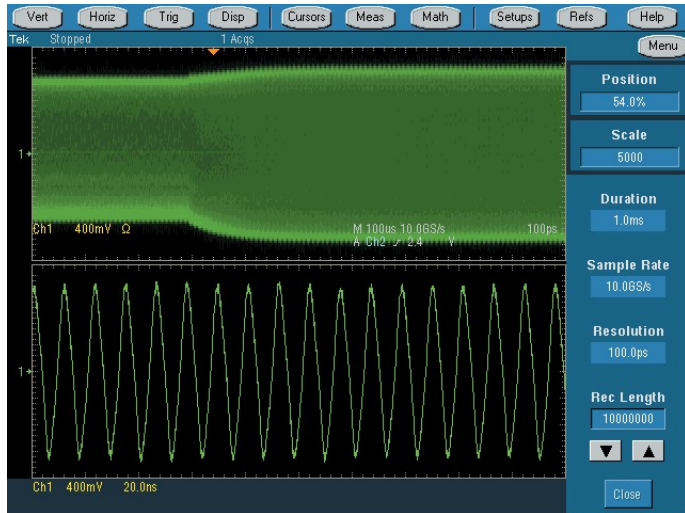 Vert Horiz Trig Disp Cursors Meas Math Setups Refs Help
Tek Stopped 1 Acqs
Menu
Position
54.0%
Scale
5000
1
Duration
1.0ms
Ch1 400mV Ω M 100us 10.0GS/s 100ps
A Ch2 2.4 V
Sample Rate
10.0GS/s
Resolution
100.0ps
1
Rec Length
10000000
Ch1 400mV 20.0ns
Close